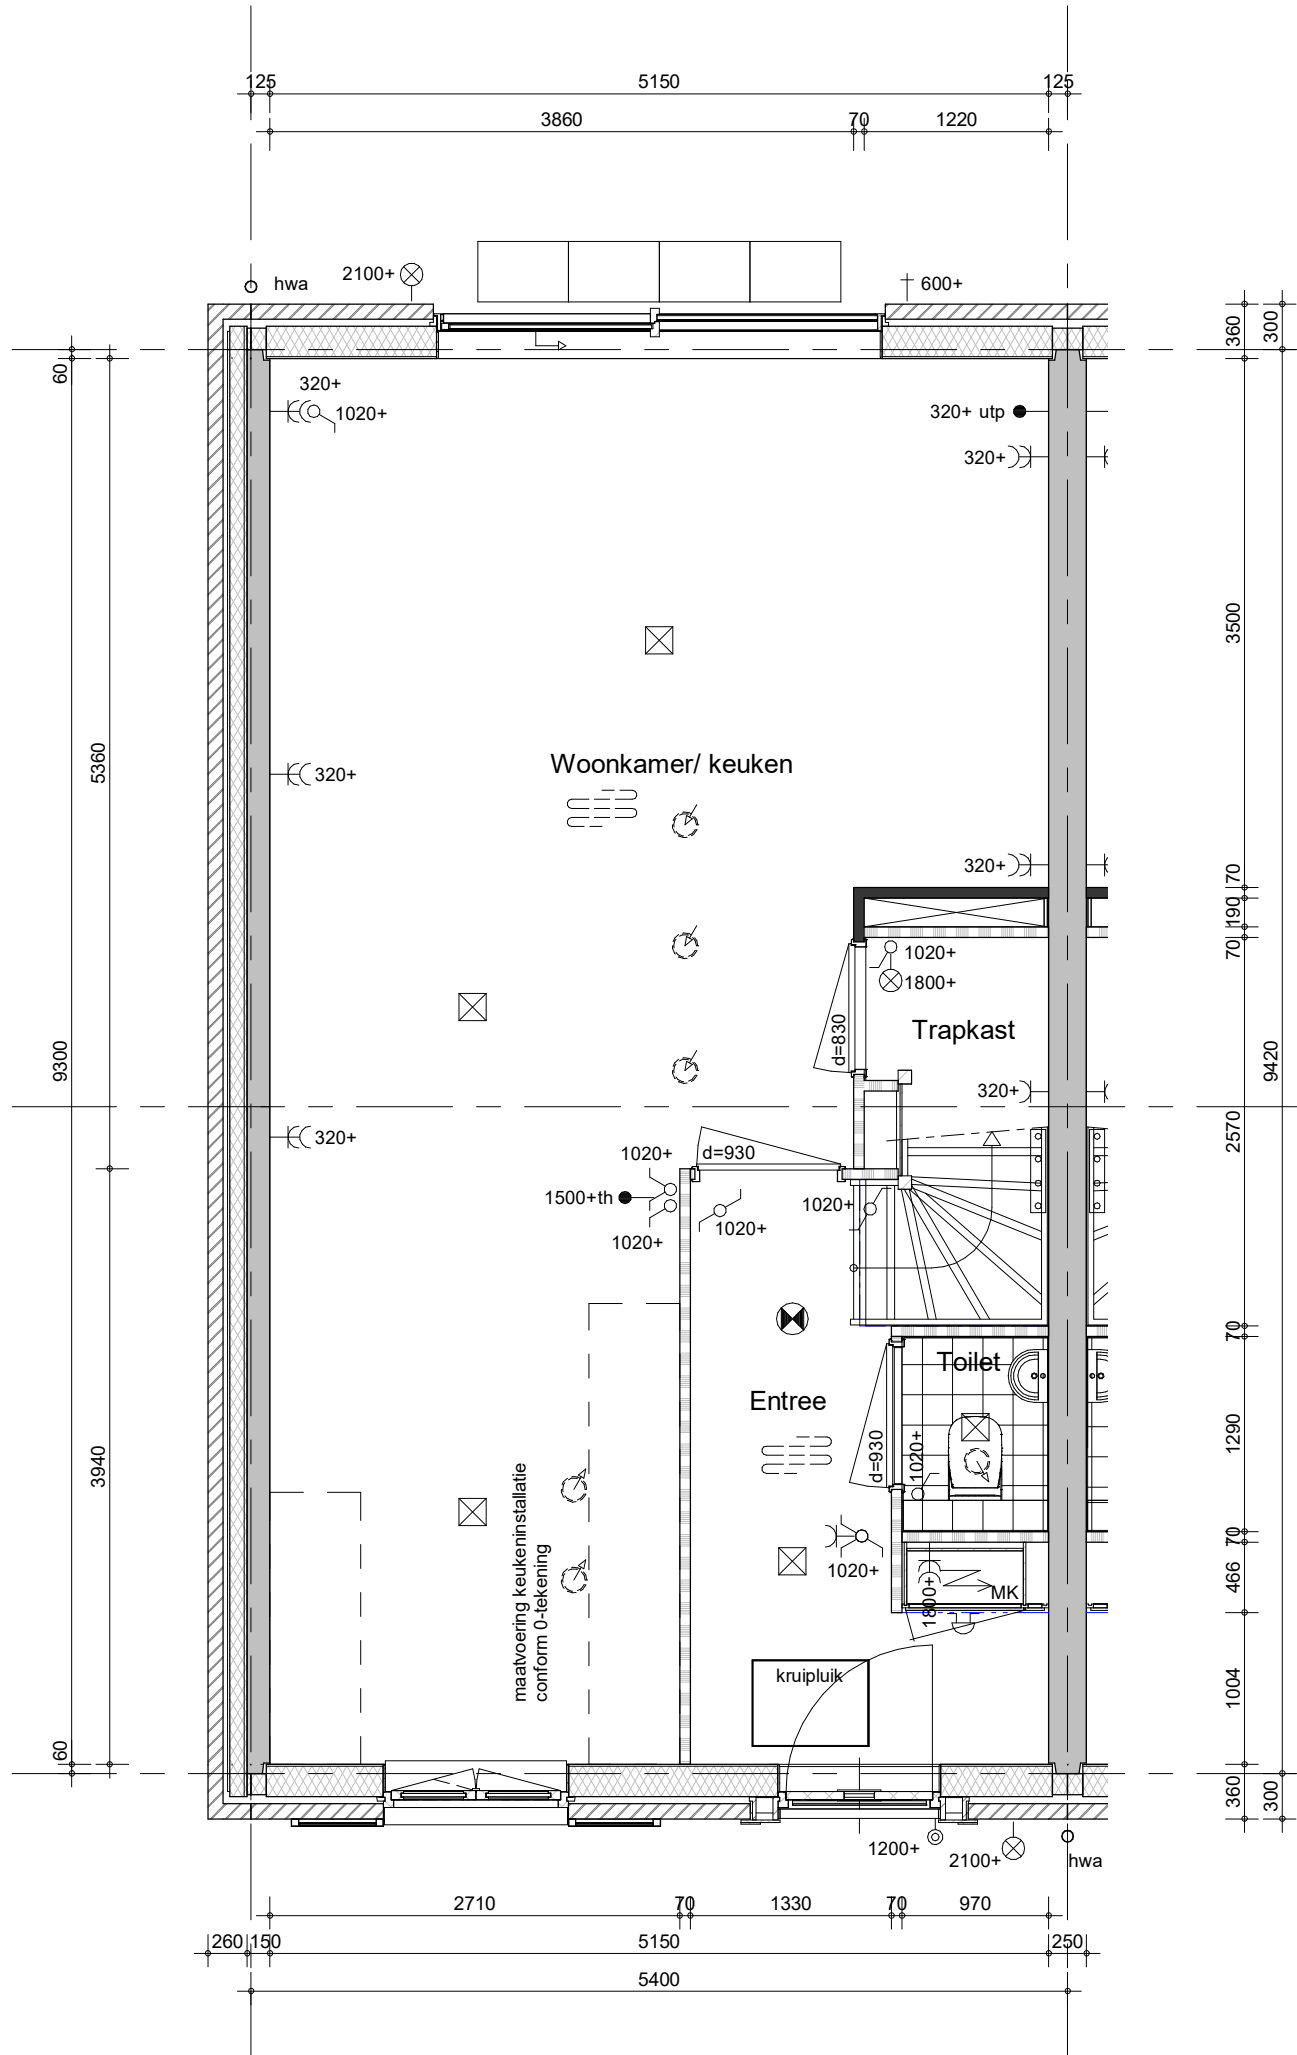 125 5150 125
3860 70 1220
hwa 2100+ 600+
360 300
60
320+
1020+
320+ utp
320+
3500
Woonkamer/ keuken
5360
320+
320+
70
190
70
1020+
1800+
Trapkast
d=830
9300
9420
320+
320+
2570
1020+
d=930
1500+th
1020+
1020+
1020+
70
Toilet
Entree
1290
d=930
1020+
3940
maatvoering keukeninstallatie
conform 0-tekening
70
1020+
466
1800+
MK
kruipluik
1004
60
360 300
1200+
2100+
hwa
2710 70 1330 70 970
260 150 5150 250
5400